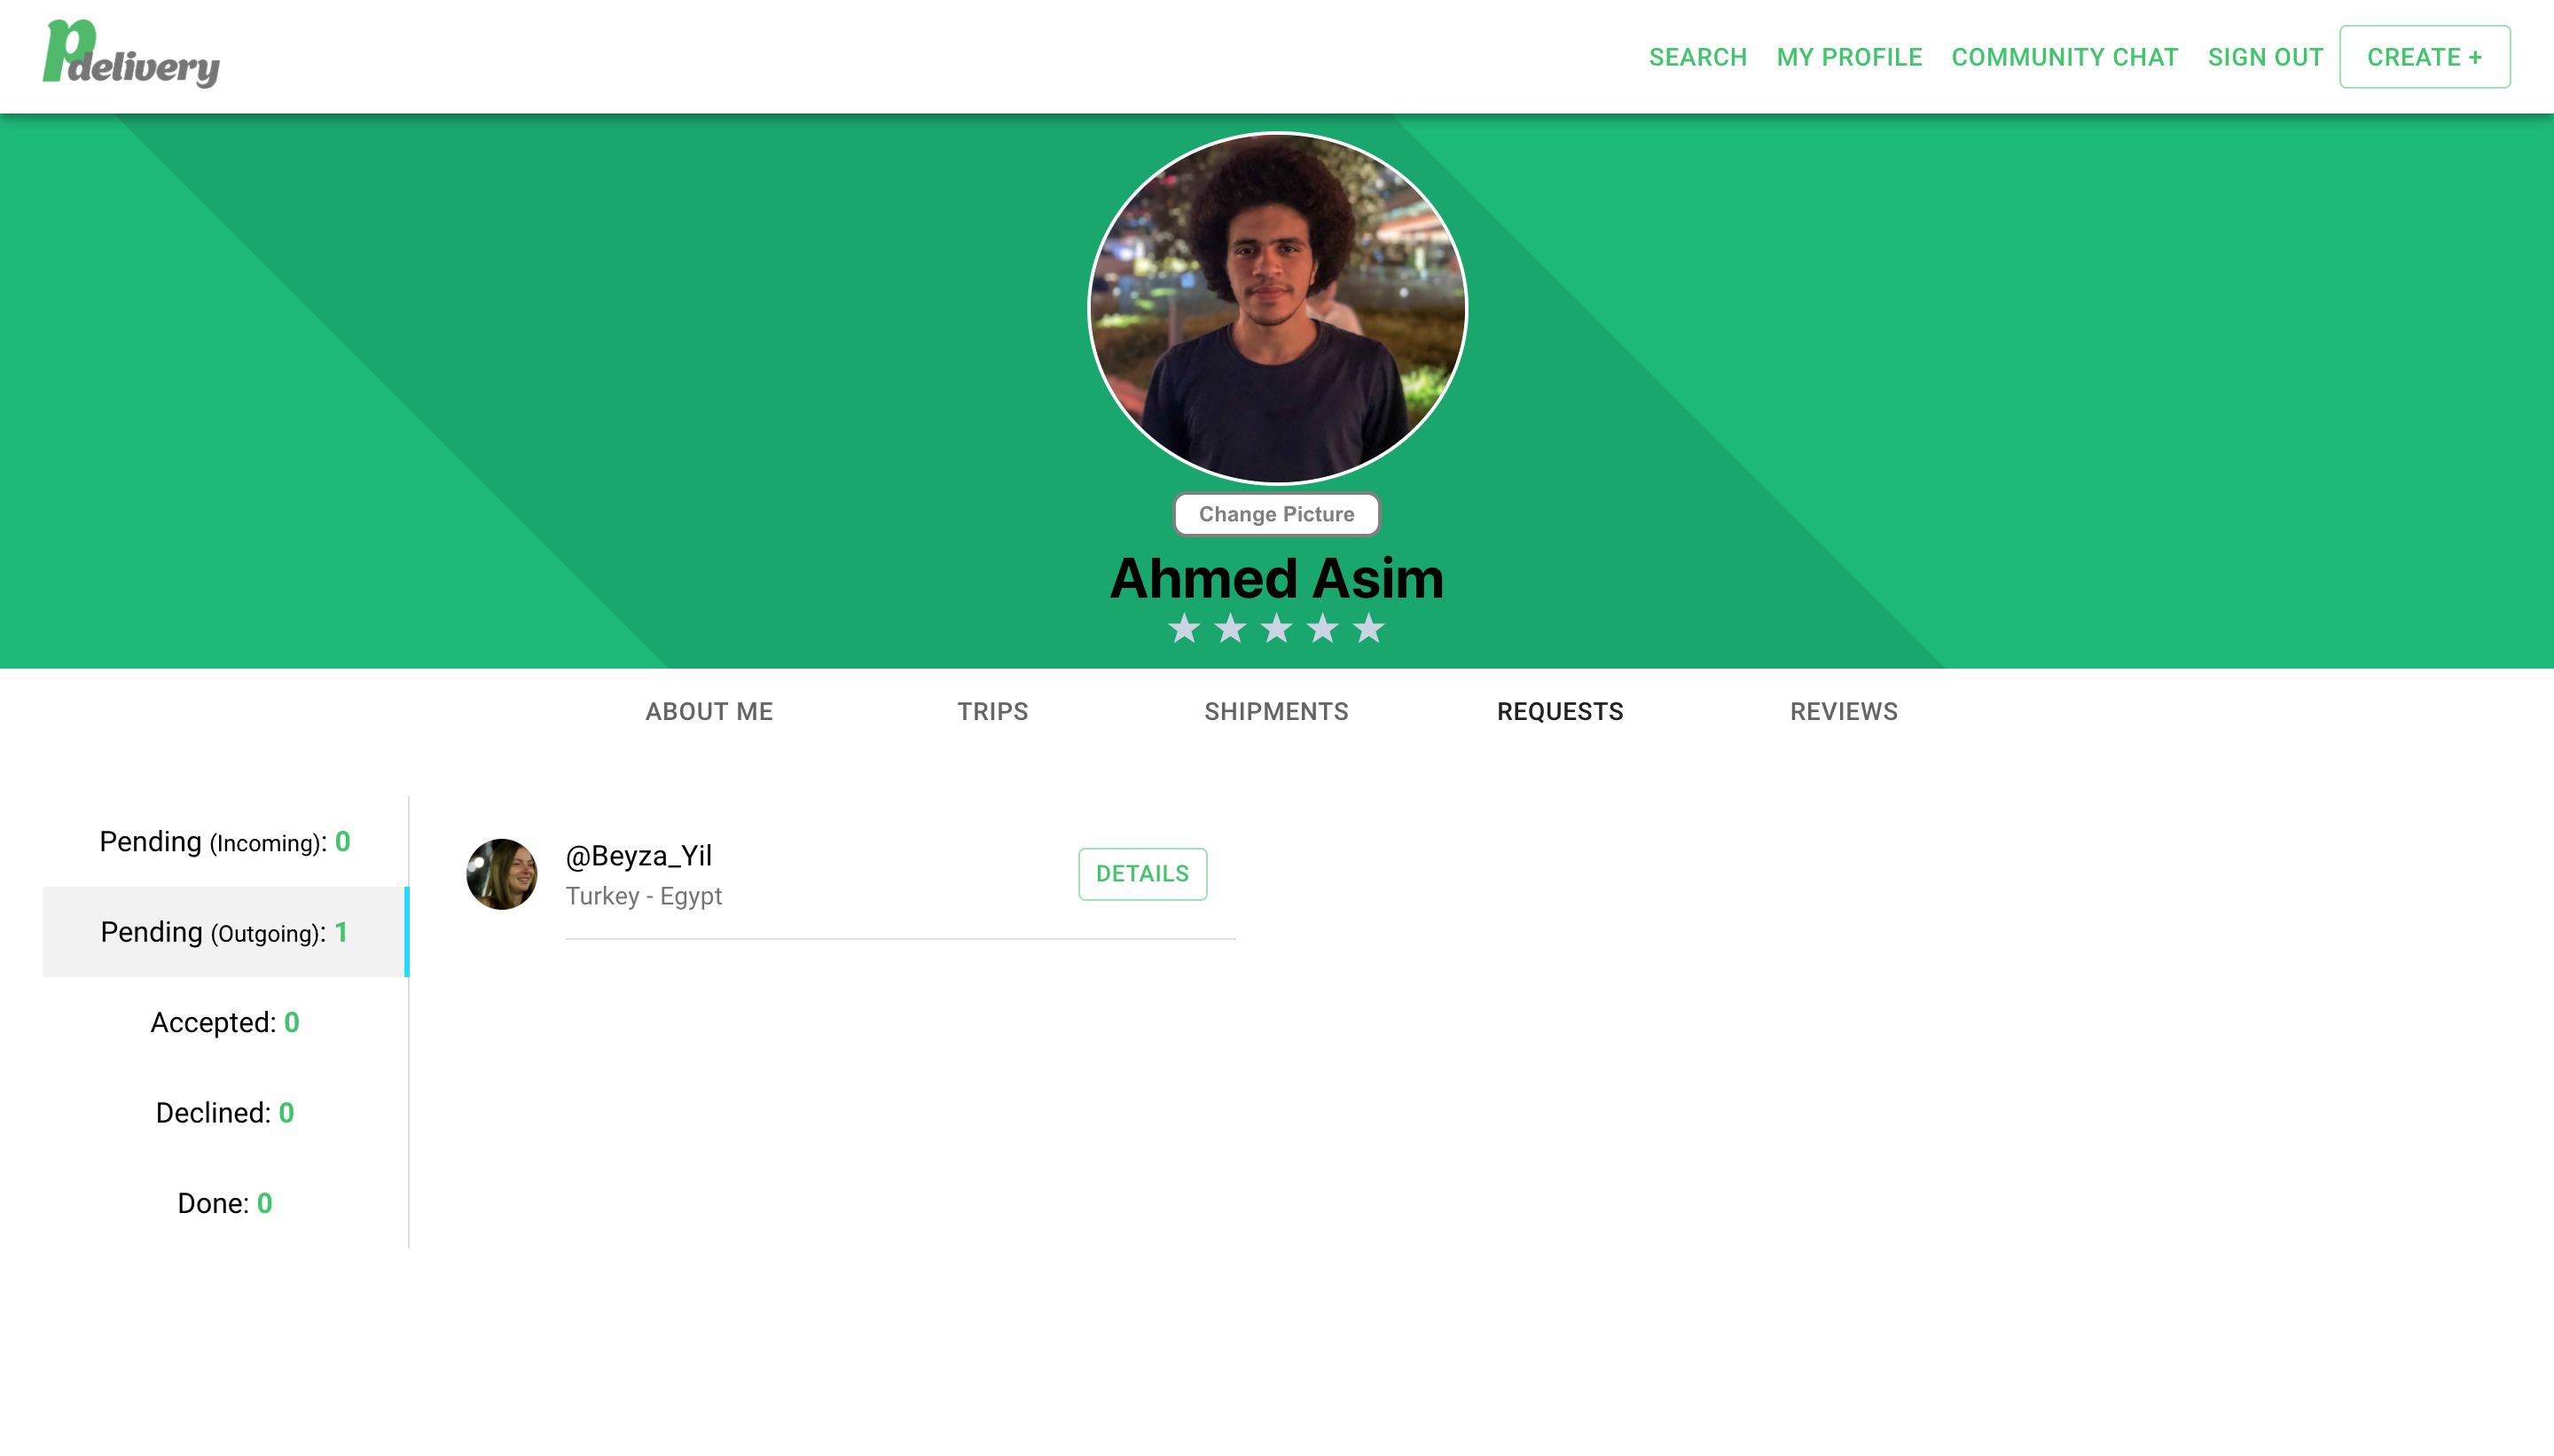 pdelivery
SEARCH MY PROFILE COMMUNITY CHAT SIGN OUT CREATE +
Change Picture
Ahmed Asim
ABOUT ME TRIPS SHIPMENTS REQUESTS REVIEWS
Pending (Incoming): 0
Pending (Outgoing): 1
Accepted: 0
Declined: 0
Done: 0
@Beyza_Yil
Turkey - Egypt
DETAILS